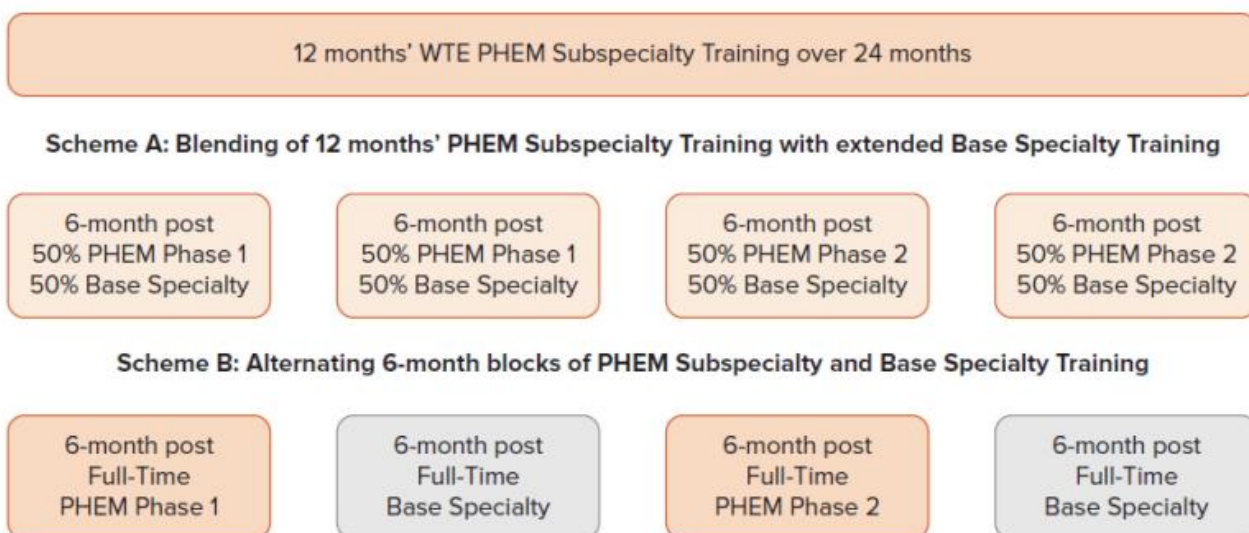 12 months' WTE PHEM Subspecialty Training over 24 months
Scheme A: Blending of 12 months' PHEM Subspecialty Training with extended Base Specialty Training
6-month post
50% PHEM Phase 1
50% Base Specialty
6-month post
50% PHEM Phase 1
50% Base Specialty
6-month post
50% PHEM Phase 2
50% Base Specialty
6-month post
50% PHEM Phase 2
50% Base Specialty
Scheme B: Alternating 6-month blocks of PHEM Subspecialty and Base Specialty Training
6-month post
Full-Time
PHEM Phase 1
6-month post
Full-Time
Base Specialty
6-month post
Full-Time
PHEM Phase 2
6-month post
Full-Time
Base Specialty